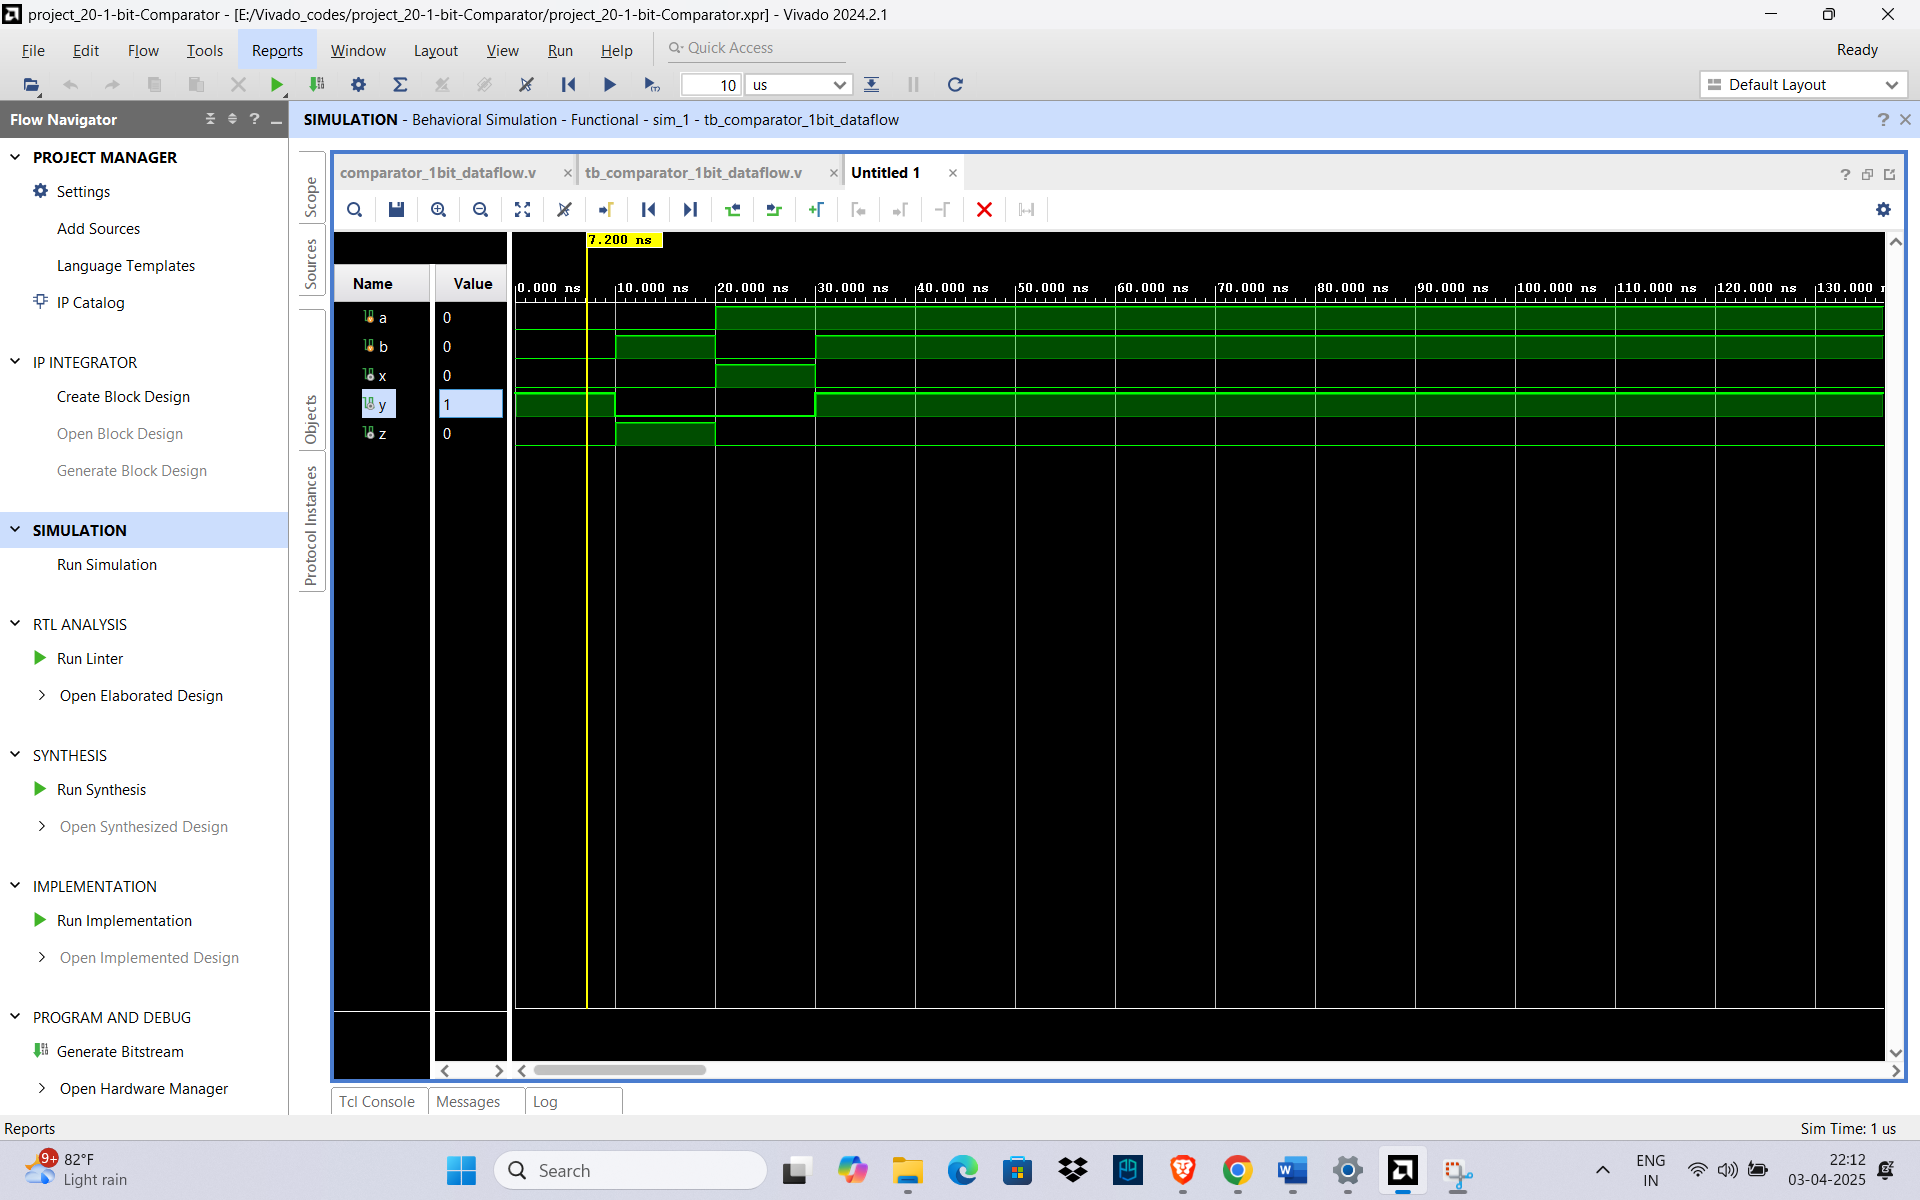 project_20-1-bit-Comparator - [E:/Vivado_codes/project_20-1-bit-Comparator/project_20-1-bit-Comparator.xpr] - Vivado 2024.2.1
File Edit Flow Tools Reports Window Layout View Run Help Quick Access Ready
10 us Default Layout
Flow Navigator ? SIMULATION - Behavioral Simulation - Functional - sim_1 - tb_comparator_1bit_dataflow ?
PROJECT MANAGER
Settings
Add Sources
Language Templates
IP Catalog
IP INTEGRATOR
Create Block Design
Open Block Design
Generate Block Design
SIMULATION
Run Simulation
RTL ANALYSIS
Run Linter
Open Elaborated Design
SYNTHESIS
Run Synthesis
Open Synthesized Design
IMPLEMENTATION
Run Implementation
Open Implemented Design
PROGRAM AND DEBUG
Generate Bitstream
Open Hardware Manager
Scope
Sources
Objects
Protocol Instances
comparator_1bit_dataflow.v tb_comparator_1bit_dataflow.v Untitled 1 ?
7.200 ns
Name Value
0.000 ns 10.000 ns 20.000 ns 30.000 ns 40.000 ns 50.000 ns 60.000 ns 70.000 ns 80.000 ns 90.000 ns 100.000 ns 110.000 ns 120.000 ns 130.000
a 0
b 0
x 0
y 1
z 0
Tcl Console Messages Log
Reports Sim Time: 1 us
9+ 82°F
Light rain
Search
ENG
IN
22:12
03-04-2025